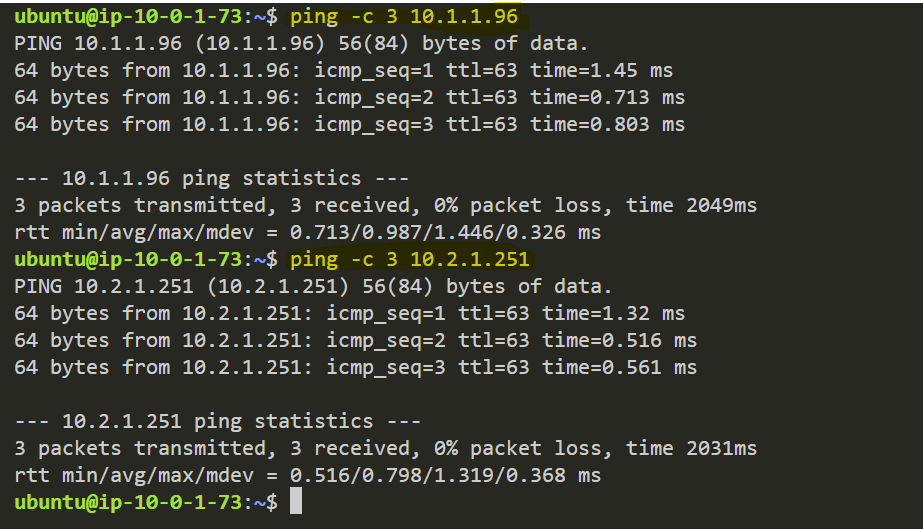 ubuntu@ip-10-0-1-73:~$ ping -c 3 10.1.1.96
PING 10.1.1.96 (10.1.1.96) 56(84) bytes of data.
64 bytes from 10.1.1.96: icmp_seq=1 ttl=63 time=1.45 ms
64 bytes from 10.1.1.96: icmp_seq=2 ttl=63 time=0.713 ms
64 bytes from 10.1.1.96: icmp_seq=3 ttl=63 time=0.803 ms

--- 10.1.1.96 ping statistics ---
3 packets transmitted, 3 received, 0% packet loss, time 2049ms
rtt min/avg/max/mdev = 0.713/0.987/1.446/0.326 ms
ubuntu@ip-10-0-1-73:~$ ping -c 3 10.2.1.251
PING 10.2.1.251 (10.2.1.251) 56(84) bytes of data.
64 bytes from 10.2.1.251: icmp_seq=1 ttl=63 time=1.32 ms
64 bytes from 10.2.1.251: icmp_seq=2 ttl=63 time=0.516 ms
64 bytes from 10.2.1.251: icmp_seq=3 ttl=63 time=0.561 ms

--- 10.2.1.251 ping statistics ---
3 packets transmitted, 3 received, 0% packet loss, time 2031ms
rtt min/avg/max/mdev = 0.516/0.798/1.319/0.368 ms
ubuntu@ip-10-0-1-73:~$